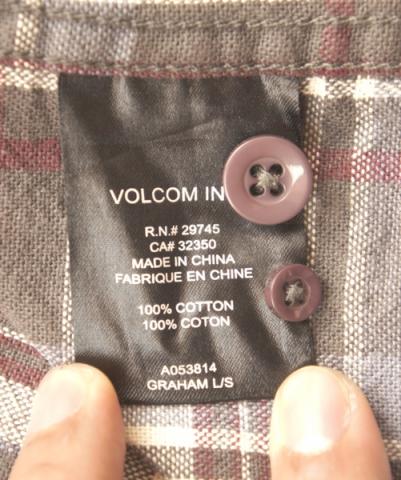 VOLCOM IN
R.N.# 29745
CA# 32350
MADE IN CHINA
FABRIQUE EN CHINE
100% COTTON
100% COTON
A053814
GRAHAM L/S